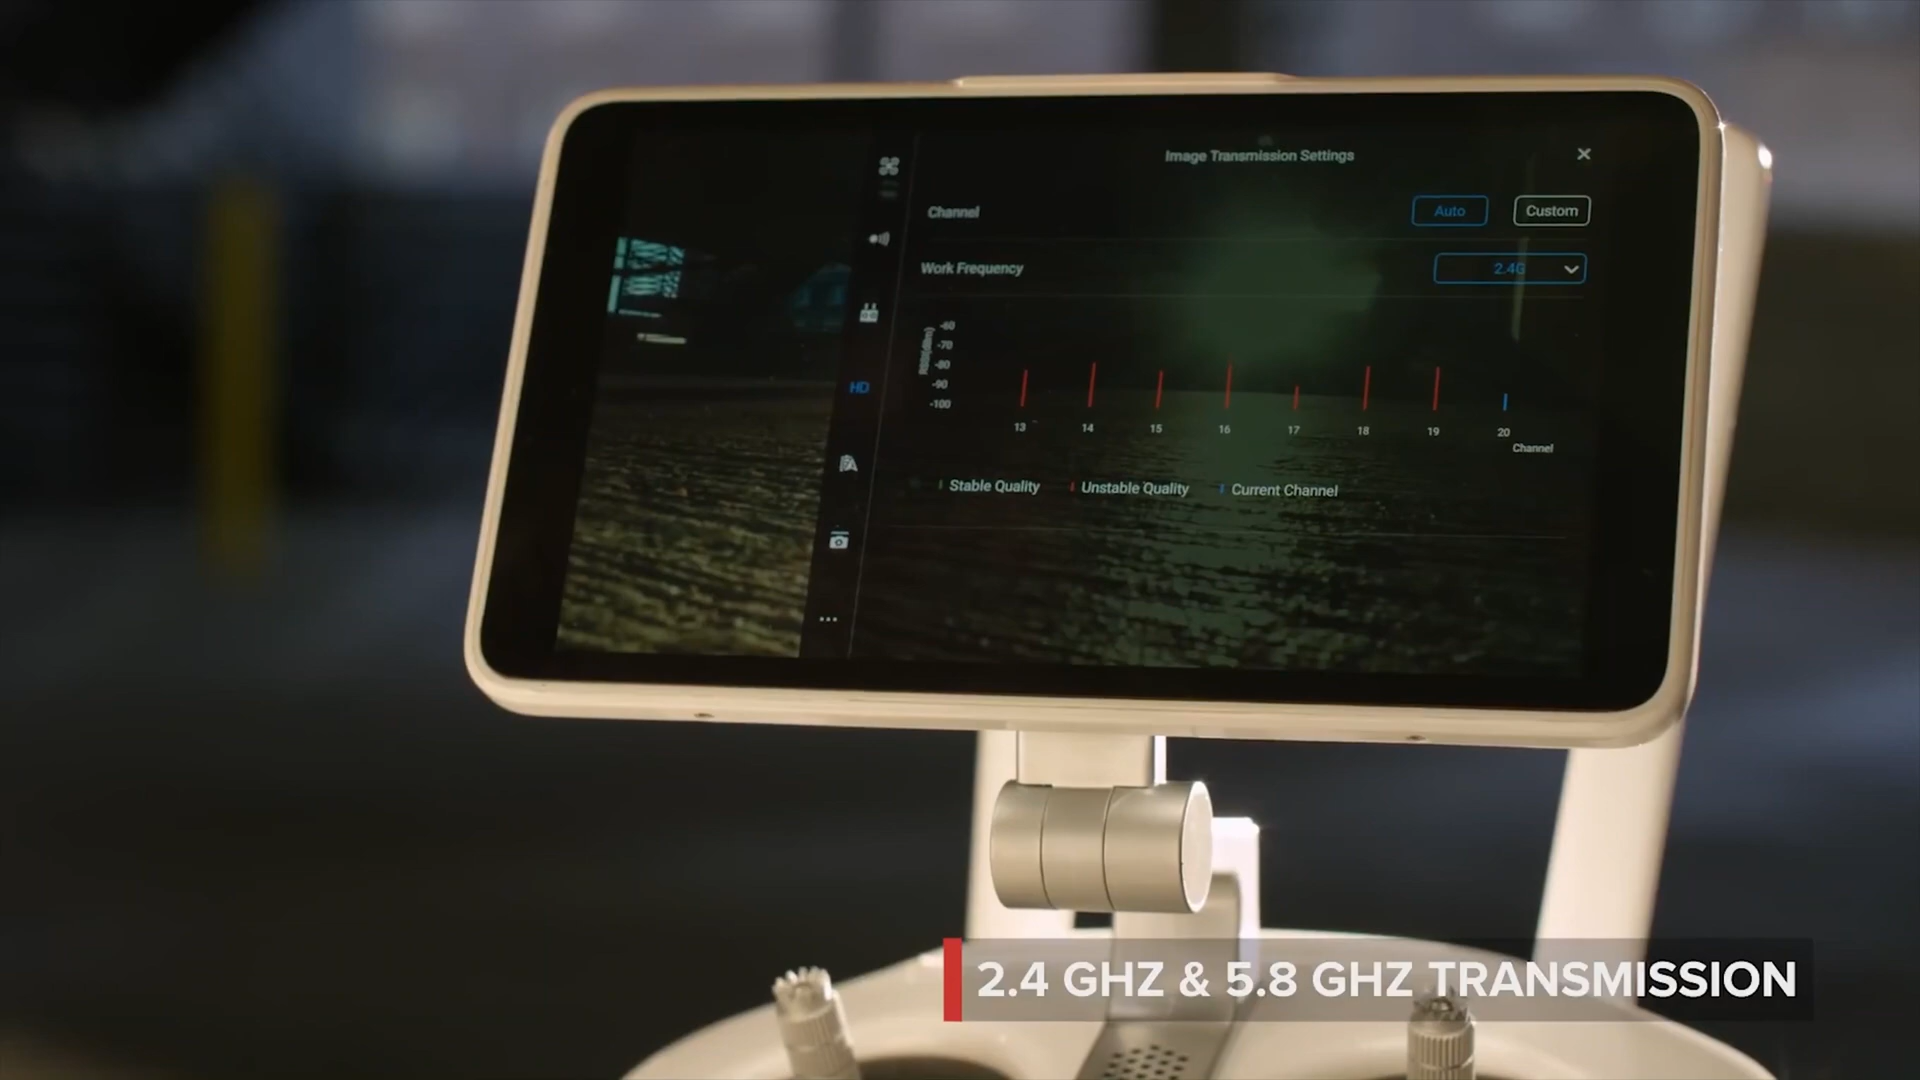 Image Transmission Settings ×
Channel Auto Custom
Work Frequency 2.4G
RSSI(dBm)
-60
-70
-80
-90
-100
13 14 15 16 17 18 19 20
Channel
Stable Quality Unstable Quality Current Channel
HD
2.4 GHZ & 5.8 GHZ TRANSMISSION